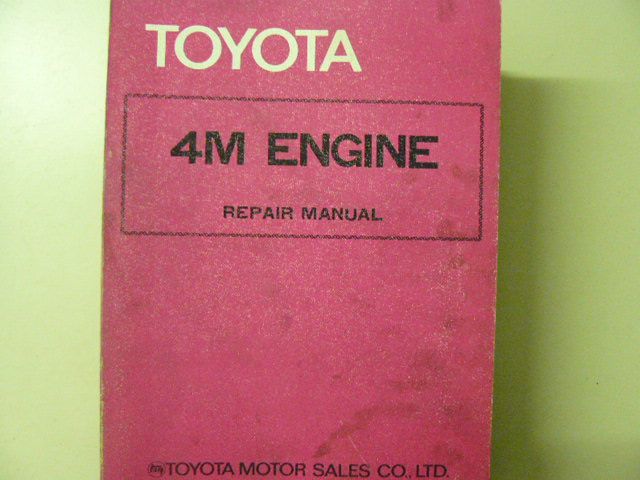 TOYOTA
4M ENGINE
REPAIR MANUAL
TOYOTA MOTOR SALES CO., LTD.